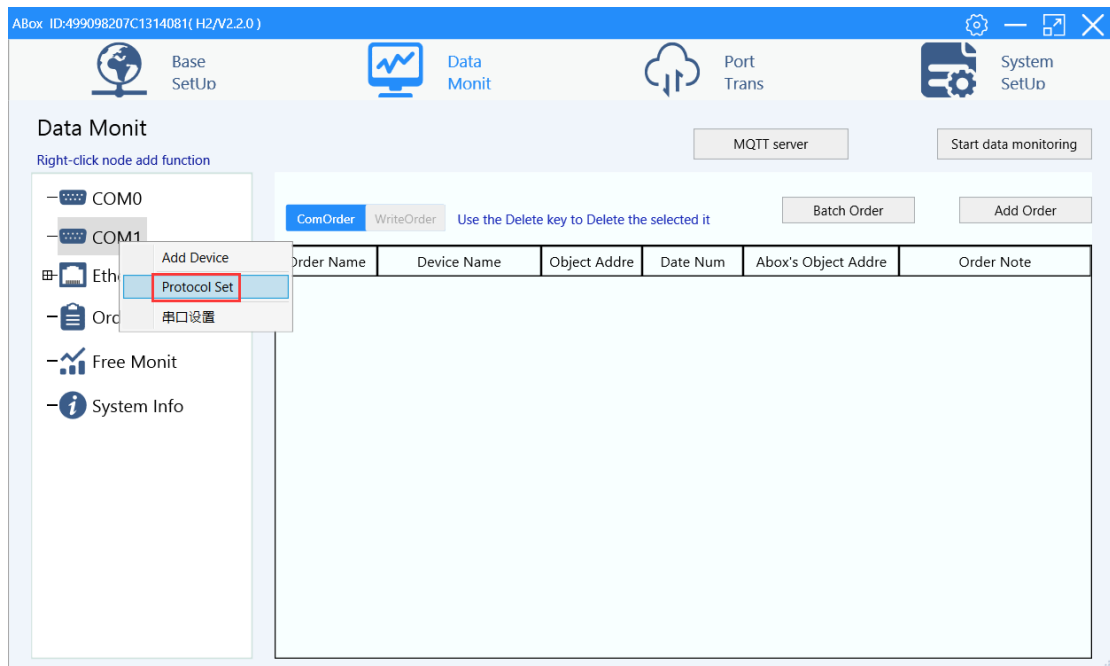 ABox ID:499098207C1314081( H2/V2.2.0 )
Base
SetUp
Data
Monit
Port
Trans
System
SetUp
Data Monit
Right-click node add function
MQTT server
Start data monitoring
COM0
COM1
Ethe
Ord
Free Monit
System Info
Add Device
Protocol Set
串口设置
ComOrder
WriteOrder
Use the Delete key to Delete the selected it
Batch Order
Add Order
Order Name
Device Name
Object Addre
Date Num
Abox's Object Addre
Order Note